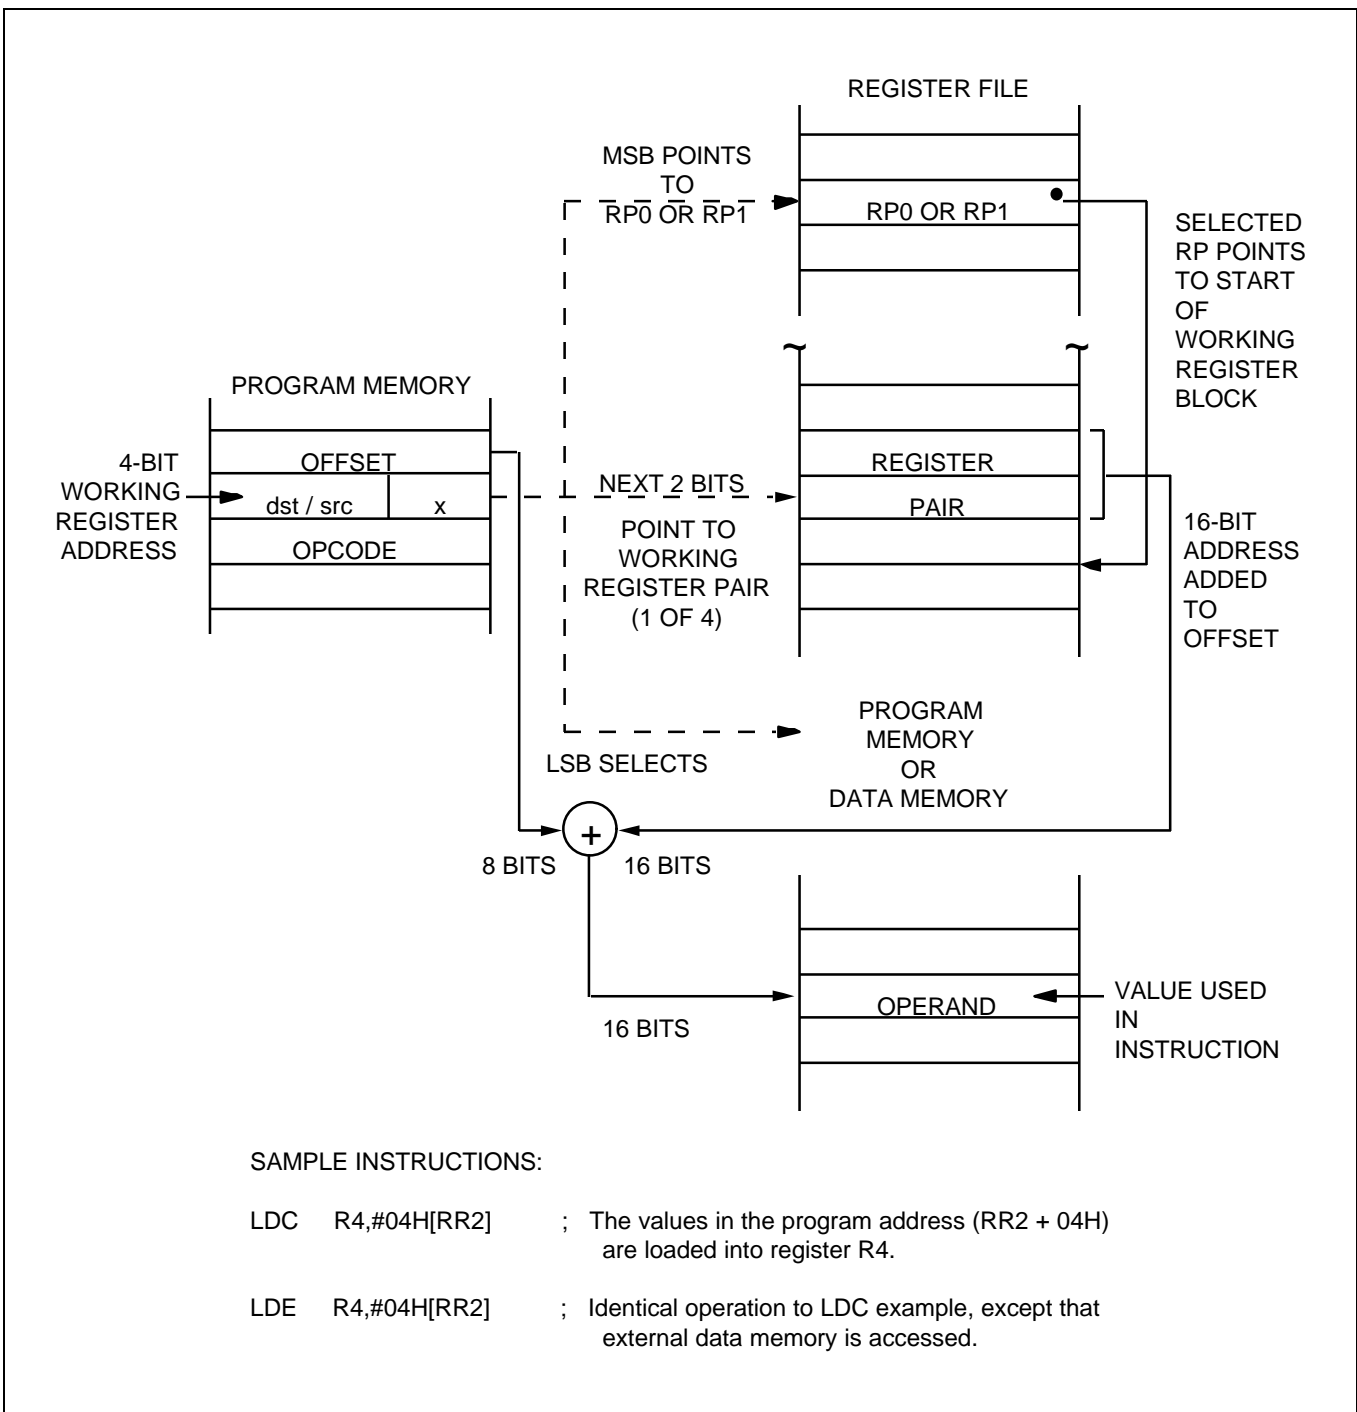 REGISTER FILE
MSB POINTS
TO
RP0 OR RP1
RP0 OR RP1
SELECTED
RP POINTS
TO START
OF
WORKING
REGISTER
BLOCK
~ ~
PROGRAM MEMORY
4-BIT
WORKING
REGISTER
ADDRESS
OFFSET
dst / src x
OPCODE
NEXT 2 BITS
POINT TO
WORKING
REGISTER PAIR
(1 OF 4)
REGISTER
PAIR
16-BIT
ADDRESS
ADDED
TO
OFFSET
LSB SELECTS
PROGRAM
MEMORY
OR
DATA MEMORY
+
8 BITS
16 BITS
16 BITS
OPERAND
VALUE USED
IN
INSTRUCTION
SAMPLE INSTRUCTIONS:
LDC R4,#04H[RR2] ; The values in the program address (RR2 + 04H)
are loaded into register R4.
LDE R4,#04H[RR2] ; Identical operation to LDC example, except that
external data memory is accessed.